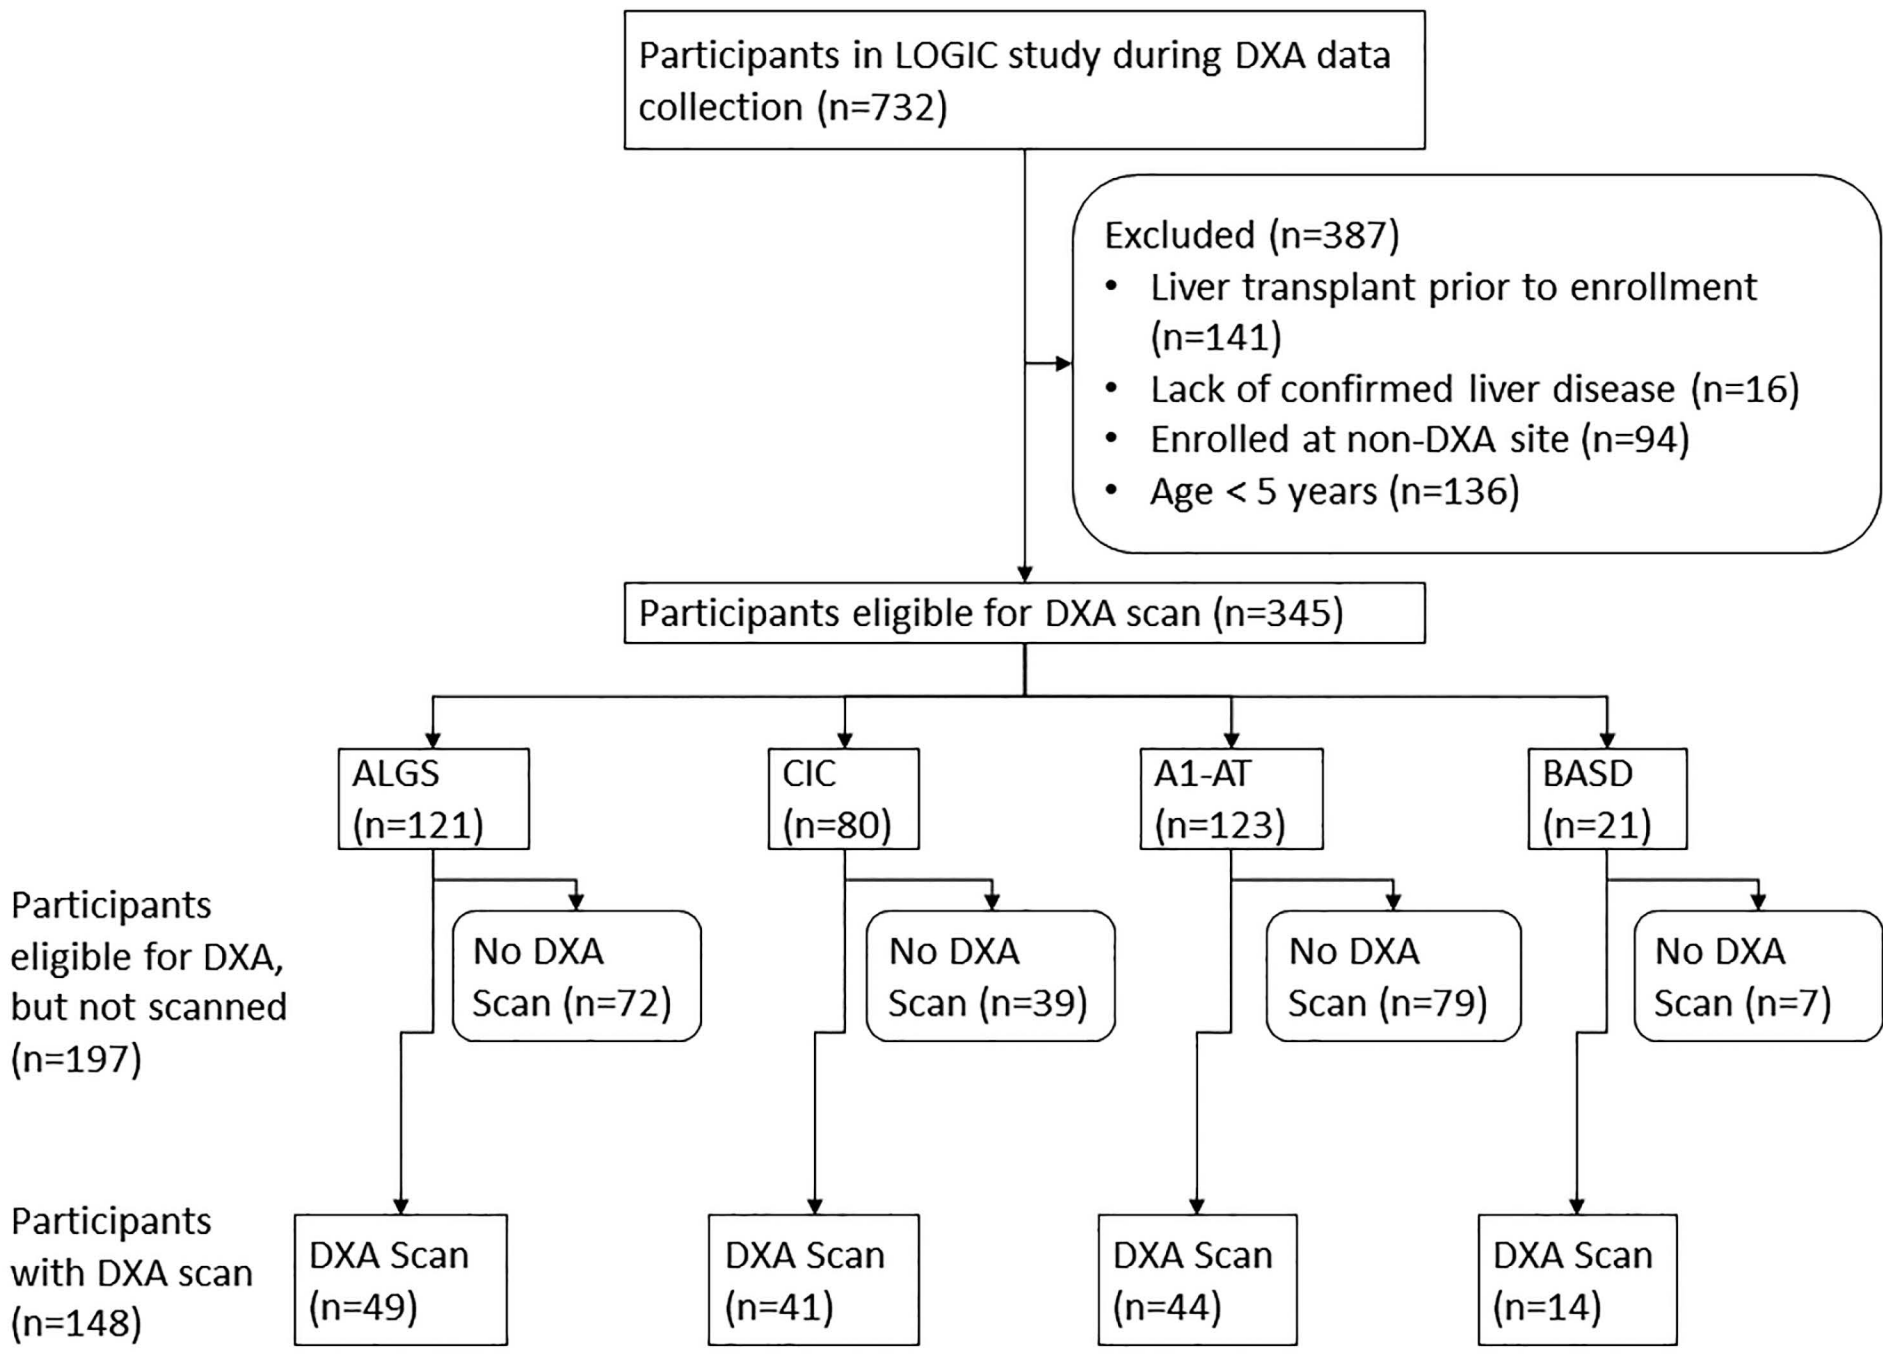 Participants in LOGIC study during DXA data
collection (n=732)
Excluded (n=387)
• Liver transplant prior to enrollment
(n=141)
• Lack of confirmed liver disease (n=16)
• Enrolled at non-DXA site (n=94)
• Age < 5 years (n=136)
Participants eligible for DXA scan (n=345)
ALGS
(n=121)
CIC
(n=80)
A1-AT
(n=123)
BASD
(n=21)
Participants
eligible for DXA,
but not scanned
(n=197)
No DXA
Scan (n=72)
No DXA
Scan (n=39)
No DXA
Scan (n=79)
No DXA
Scan (n=7)
Participants
with DXA scan
(n=148)
DXA Scan
(n=49)
DXA Scan
(n=41)
DXA Scan
(n=44)
DXA Scan
(n=14)